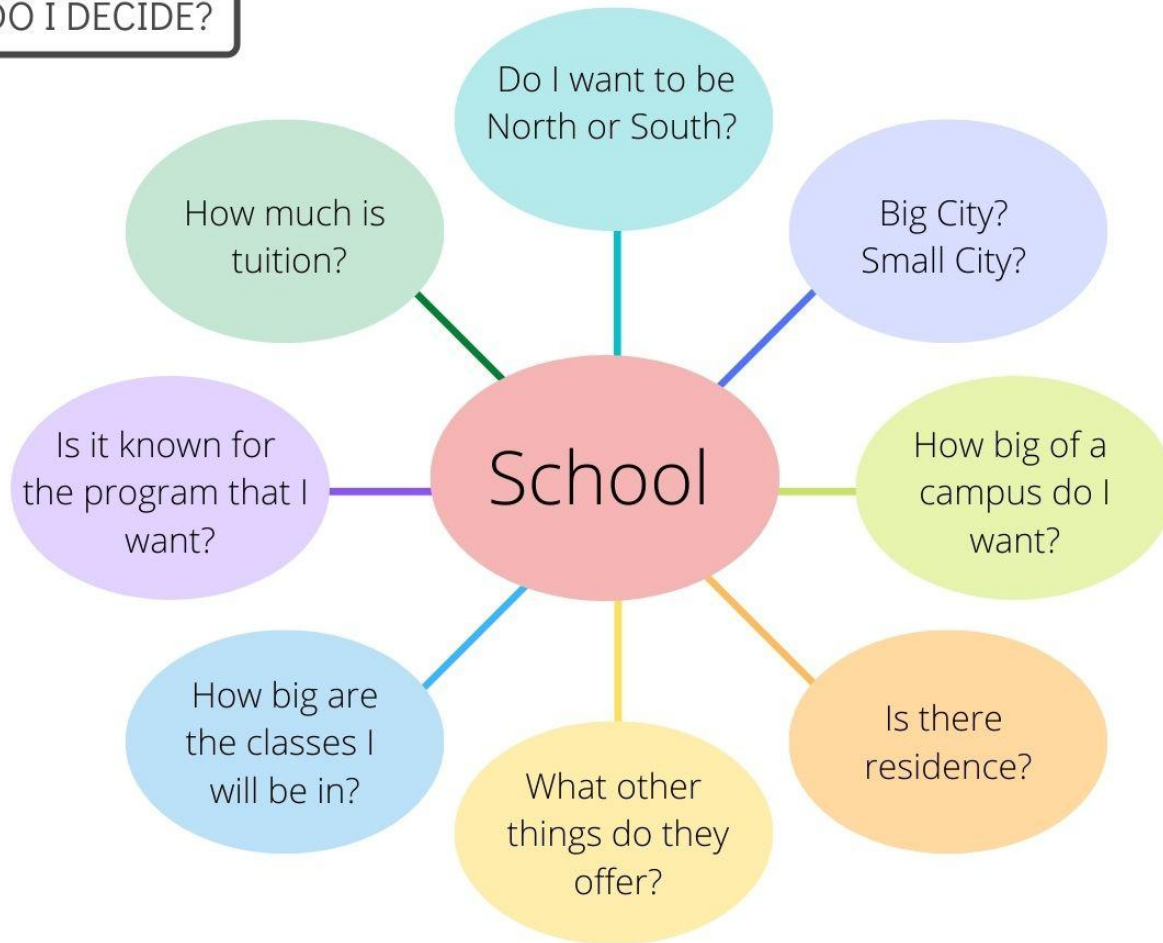 DO I DECIDE?
Do I want to be
North or South?
Big City?
Small City?
How big of a
campus do I
want?
Is there
residence?
What other
things do they
offer?
How big are
the classes I
will be in?
Is it known for
the program that I
want?
How much is
tuition?
School